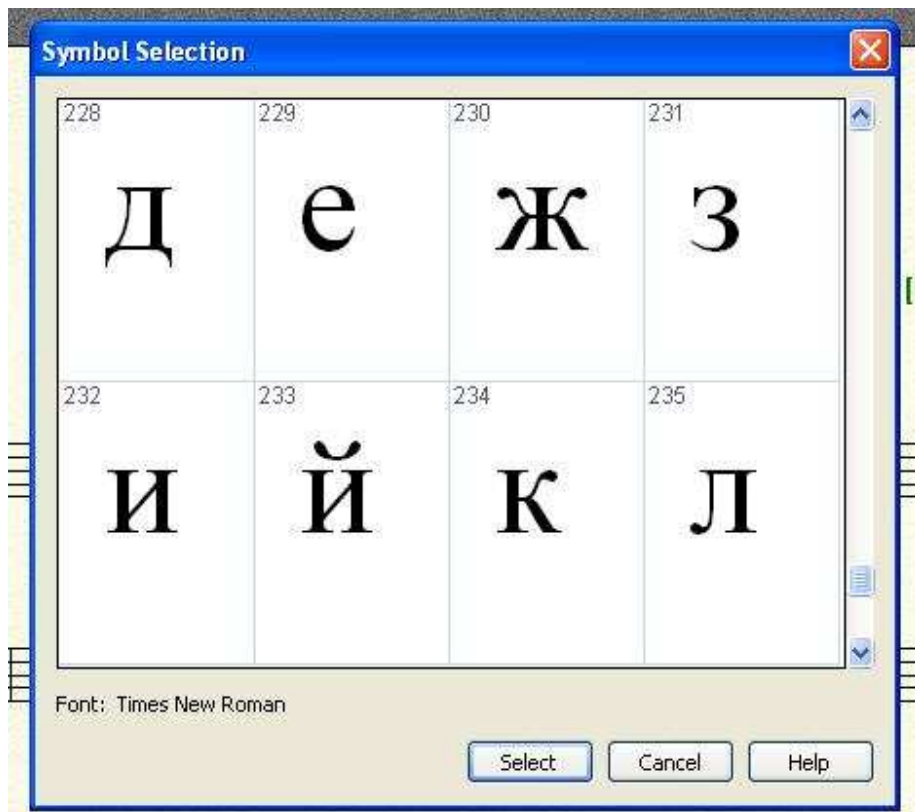 Symbol Selection
228 229 230 231
д е ж з
232 233 234 235
и й к л
Font: Times New Roman
Select Cancel Help